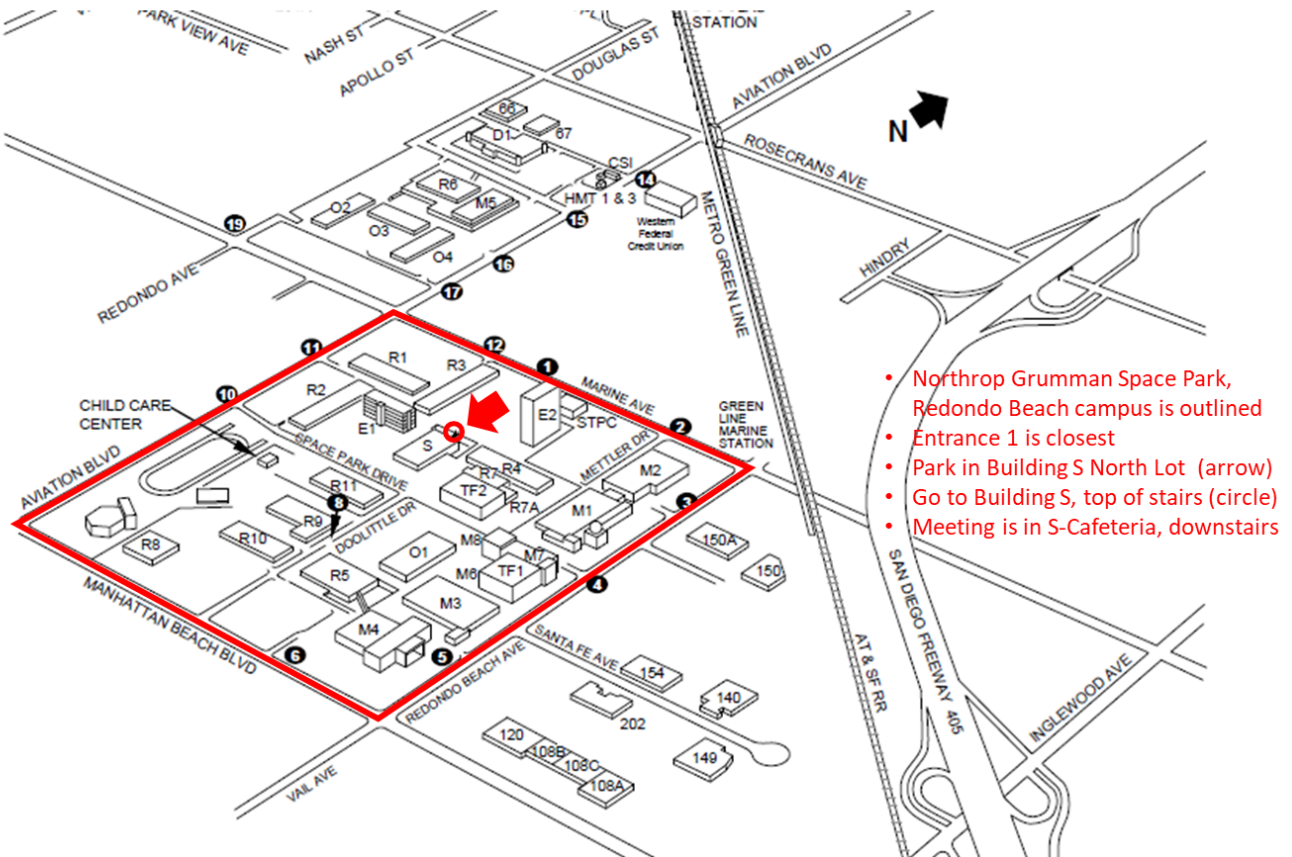 PARK VIEW AVE
NASH ST
APOLLO ST
DOUGLAS ST
STATION
AVIATION BLVD
N
ROSECRANS AVE
66
67
D1
CSI
R6
M5
HMT 1 & 3
14
Western
Federal
Credit Union
O2
O3
O4
15
16
17
19
REDONDO AVE
METRO GREEN LINE
HINDRY
11
R1
R3
12
1
MARINE AVE
10
R2
E1
E2
STPC
GREEN
LINE
MARINE
STATION
2
CHILD CARE
CENTER
SPACE PARK DRIVE
S
METTLER DR
M2
AVIATION BLVD
R11
R7
R4
TF2
R7A
M1
3
8
R9
R10
R8
DOOLITTLE DR
O1
M8
M7
M6
TF1
4
150A
150
R5
M3
M4
5
6
MANHATTAN BEACH BLVD
REDONDO BEACH AVE
SANTA FE AVE
154
140
202
149
120
108B
108C
108A
VAIL AVE
AT & SF RR
SAN DIEGO FREEWAY 405
INGLEWOOD AVE
• Northrop Grumman Space Park,
Redondo Beach campus is outlined
• Entrance 1 is closest
• Park in Building S North Lot (arrow)
• Go to Building S, top of stairs (circle)
• Meeting is in S-Cafeteria, downstairs